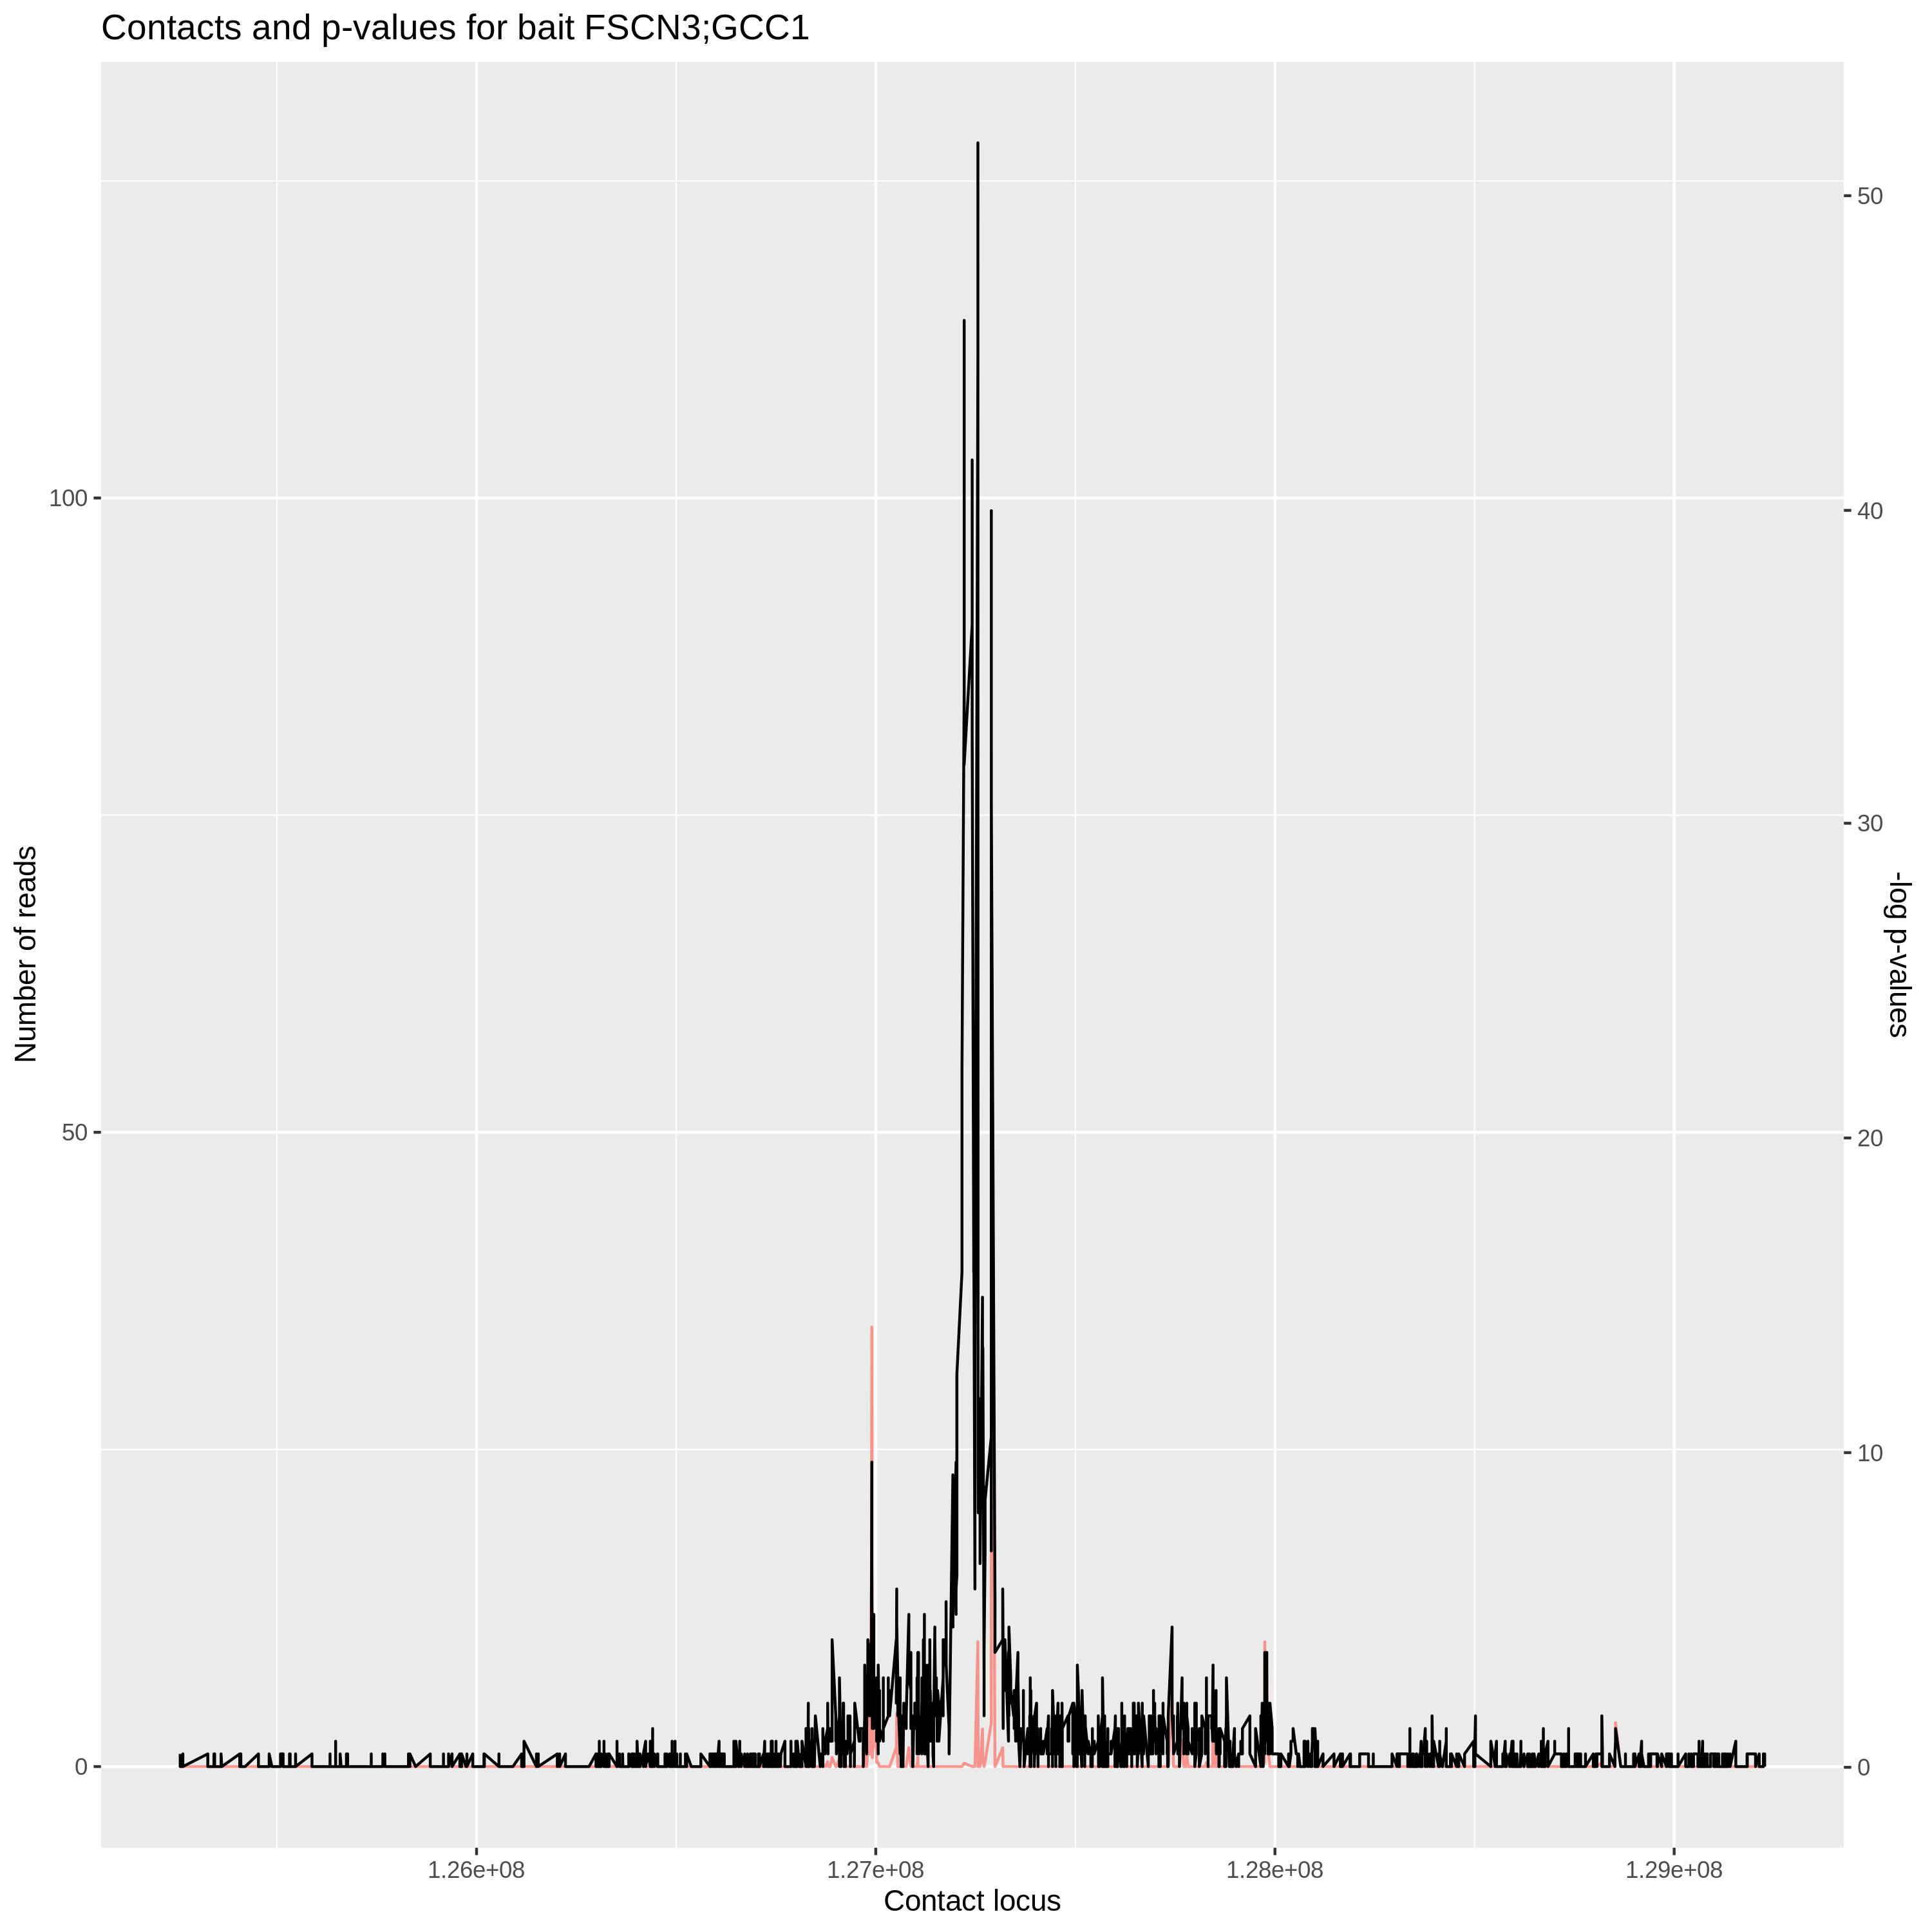 Contacts and p-values for bait FSCN3;GCC1
Number of reads
100
50
0
50
40
30
20
10
0
-log p-values
1.26e+08
1.27e+08
1.28e+08
1.29e+08
Contact locus